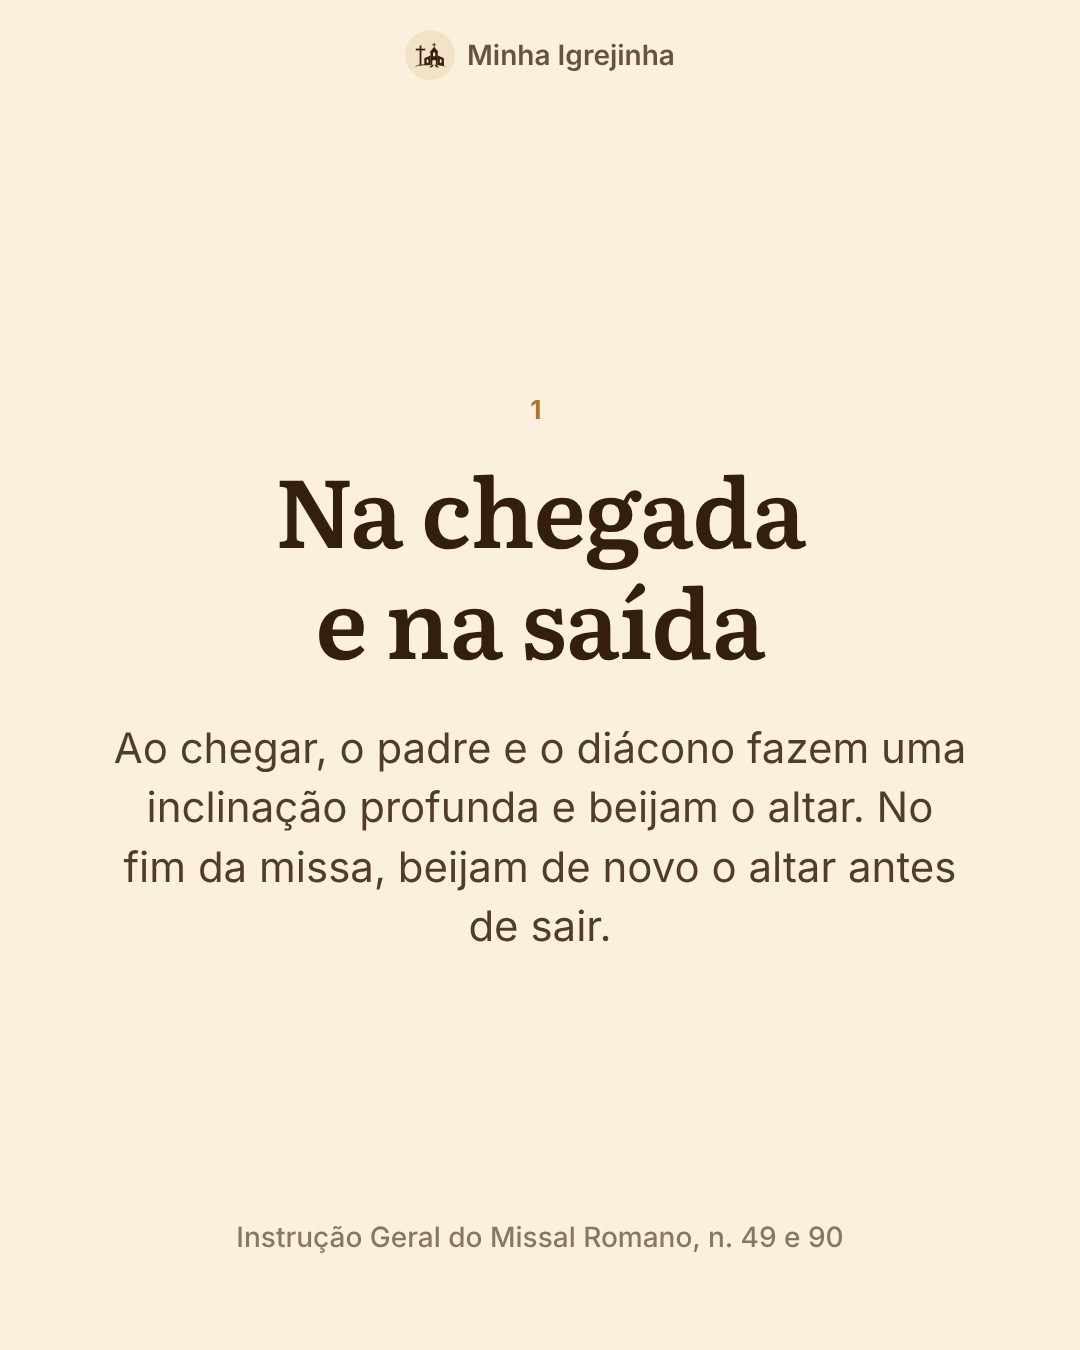 Minha Igrejinha
1
Na chegada
e na saída
Ao chegar, o padre e o diácono fazem uma
inclinação profunda e beijam o altar. No
fim da missa, beijam de novo o altar antes
de sair.
Instrução Geral do Missal Romano, n. 49 e 90